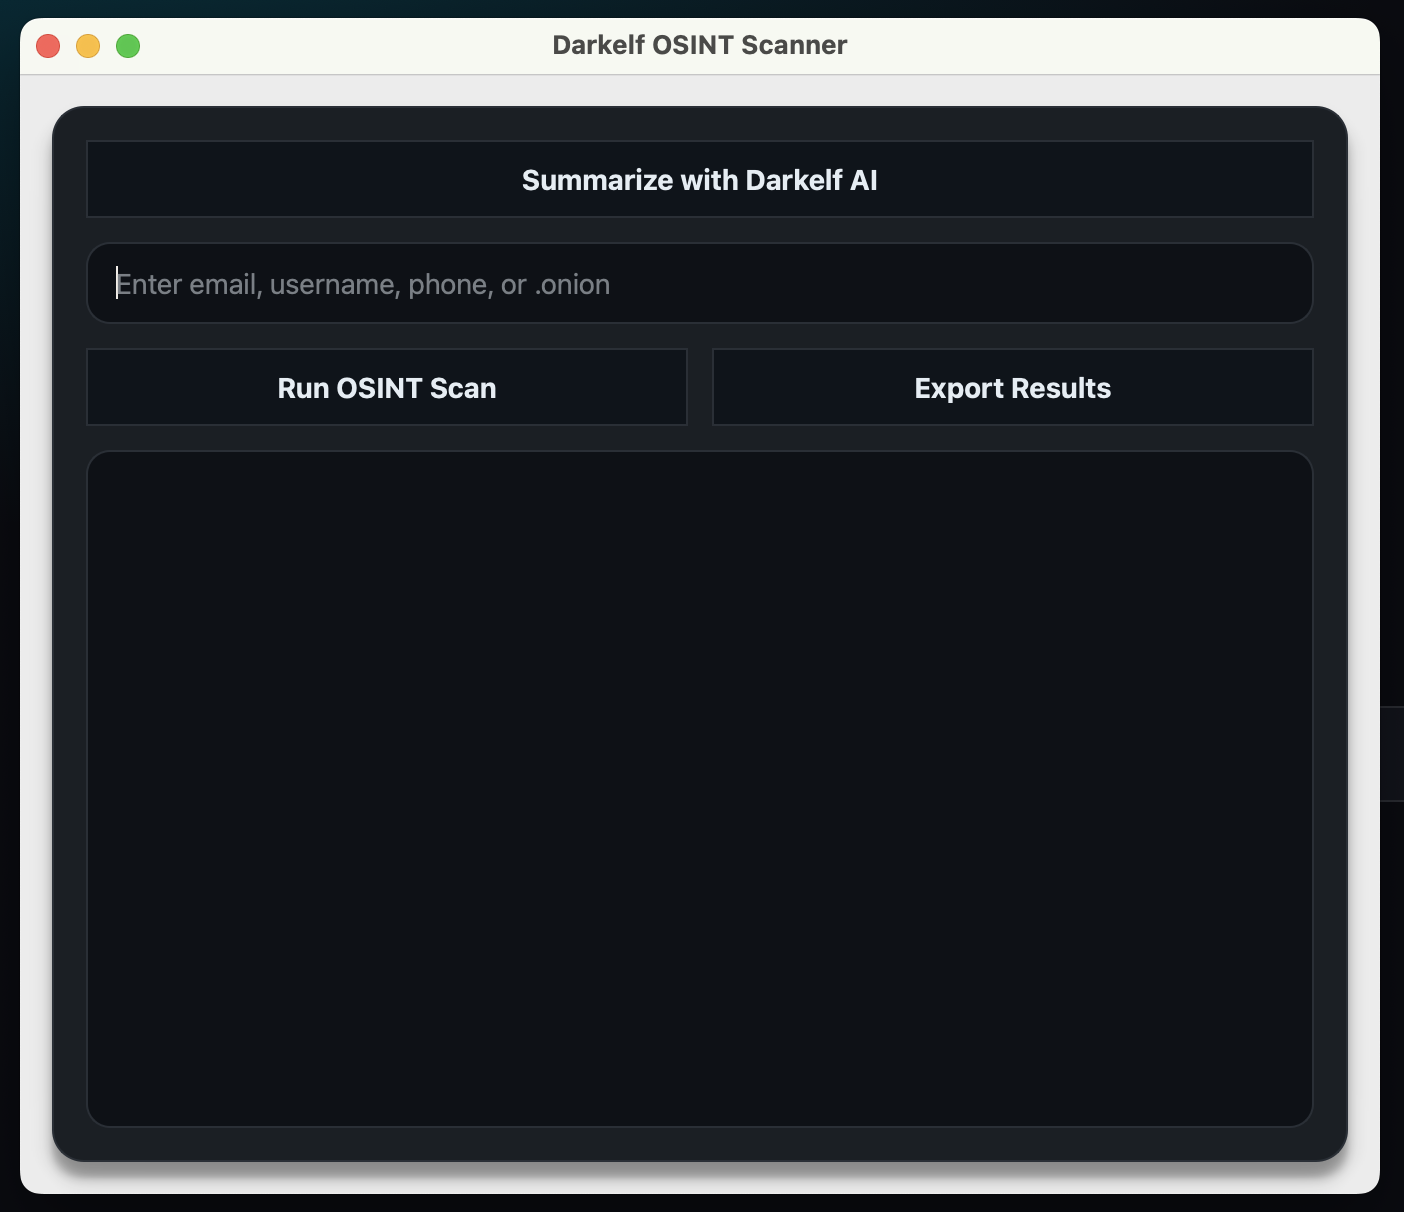 Darkelf OSINT Scanner
Summarize with Darkelf AI
Enter email, username, phone, or .onion
Run OSINT Scan
Export Results